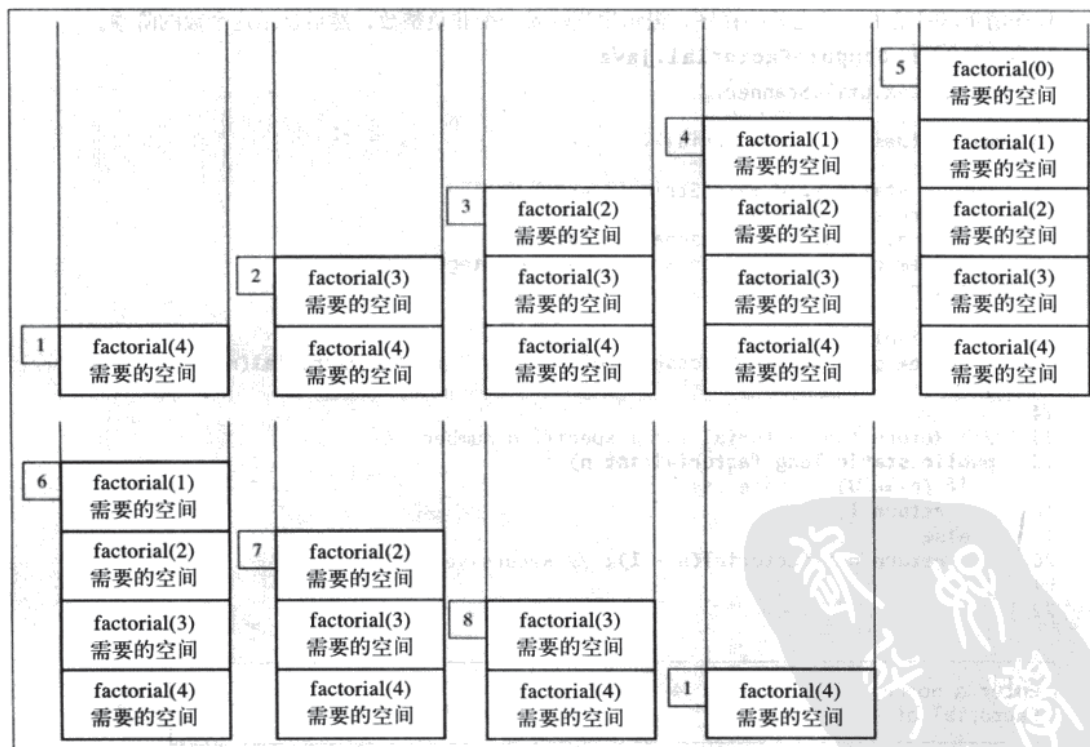 1
factorial(4)
需要的空间
2
factorial(3)
需要的空间
factorial(4)
需要的空间
3
factorial(2)
需要的空间
factorial(3)
需要的空间
factorial(4)
需要的空间
4
factorial(1)
需要的空间
factorial(2)
需要的空间
factorial(3)
需要的空间
factorial(4)
需要的空间
5
factorial(0)
需要的空间
factorial(1)
需要的空间
factorial(2)
需要的空间
factorial(3)
需要的空间
factorial(4)
需要的空间
6
factorial(1)
需要的空间
factorial(2)
需要的空间
factorial(3)
需要的空间
factorial(4)
需要的空间
7
factorial(2)
需要的空间
factorial(3)
需要的空间
factorial(4)
需要的空间
8
factorial(3)
需要的空间
factorial(4)
需要的空间
1
factorial(4)
需要的空间